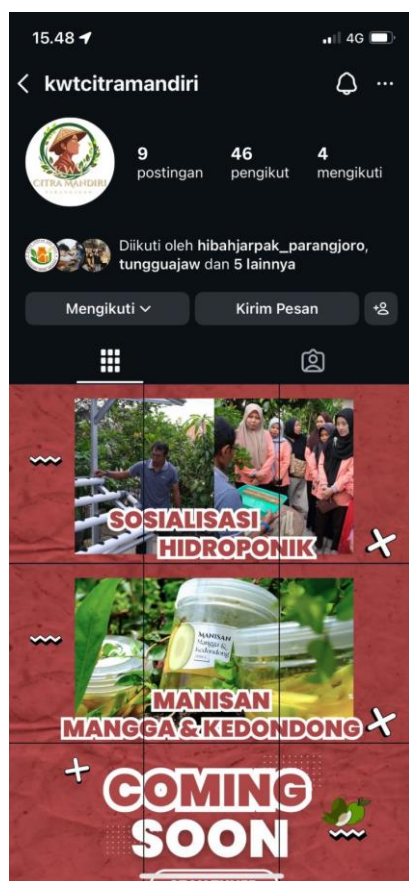 15.48
4G
kwtcitramandiri
CITRA MANDIRI
9
postingan
46
pengikut
4
mengikuti
Diikuti oleh hibahjarpak_parangjoro,
tungguajaw dan 5 lainnya
Mengikuti
Kirim Pesan
SOSIALISASI
HIDROPONIK
MANISAN
Mangga &
Kedondong
MANISAN
MANGGA & KEDONDONG
COMING
SOON